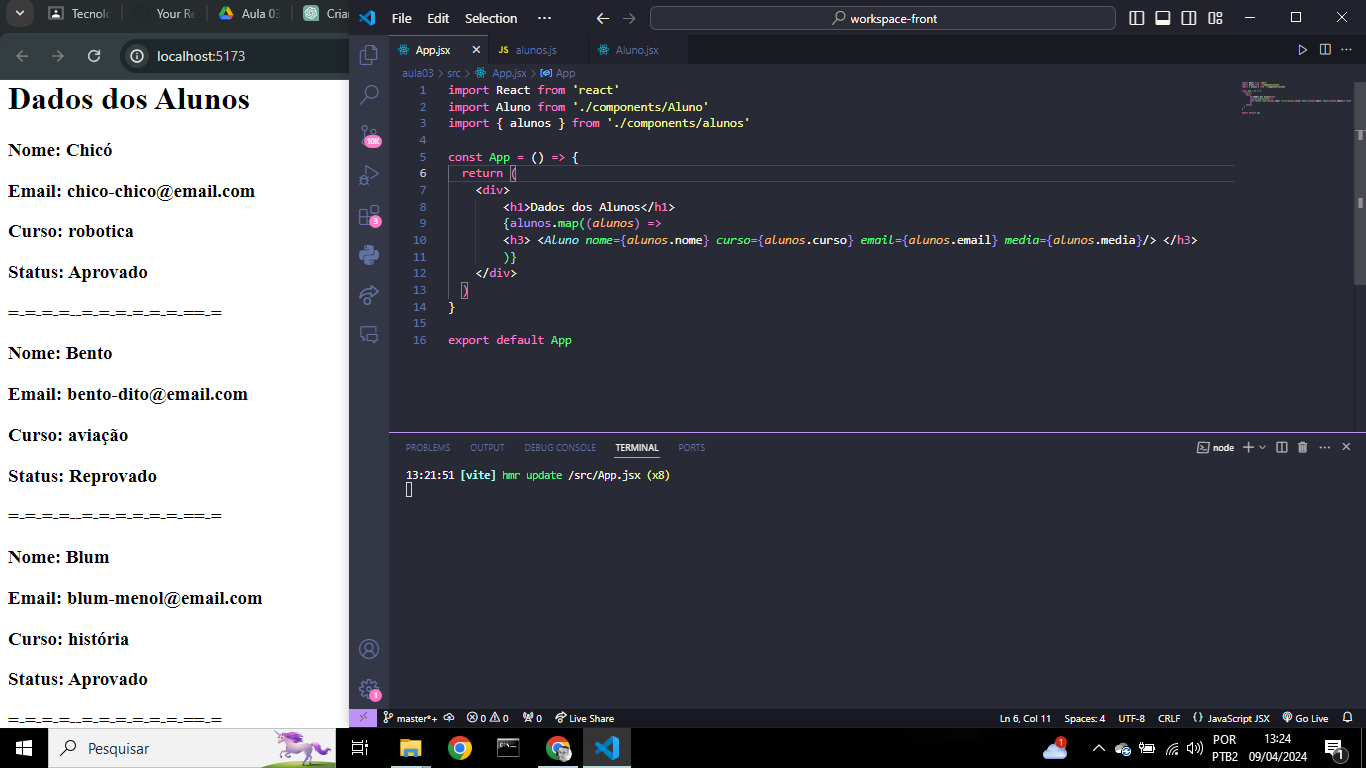 Tecnolo
Your Re
Aula 03
Criar
localhost:5173
Dados dos Alunos
Nome: Chicó
Email: chico-chico@email.com
Curso: robotica
Status: Aprovado
=-=-=-=--=-=-=-=-=-=-==-=
Nome: Bento
Email: bento-dito@email.com
Curso: aviação
Status: Reprovado
=-=-=-=--=-=-=-=-=-=-==-=
Nome: Blum
Email: blum-menol@email.com
Curso: história
Status: Aprovado
=-=-=-=--=-=-=-=-=-=-==-=
File Edit Selection ···
workspace-front
App.jsx
JS alunos.js
Aluno.jsx
aula03 > src > App.jsx > App
1 import React from 'react'
2 import Aluno from './components/Aluno'
3 import { alunos } from './components/alunos'
4
5 const App = () => {
6 return (
7 <div>
8 <h1>Dados dos Alunos</h1>
9 {alunos.map((alunos) =>
10 <h3> <Aluno nome={alunos.nome} curso={alunos.curso} email={alunos.email} media={alunos.media}/> </h3>
11 )}
12 </div>
13 )
14 }
15
16 export default App
10K
3
1
PROBLEMS OUTPUT DEBUG CONSOLE TERMINAL PORTS
node
13:21:51 [vite] hmr update /src/App.jsx (x8)
master*+ 0 0 0 Live Share
Ln 6, Col 11 Spaces: 4 UTF-8 CRLF {} JavaScript JSX Go Live
Pesquisar
1
POR
PTB2
13:24
09/04/2024
1